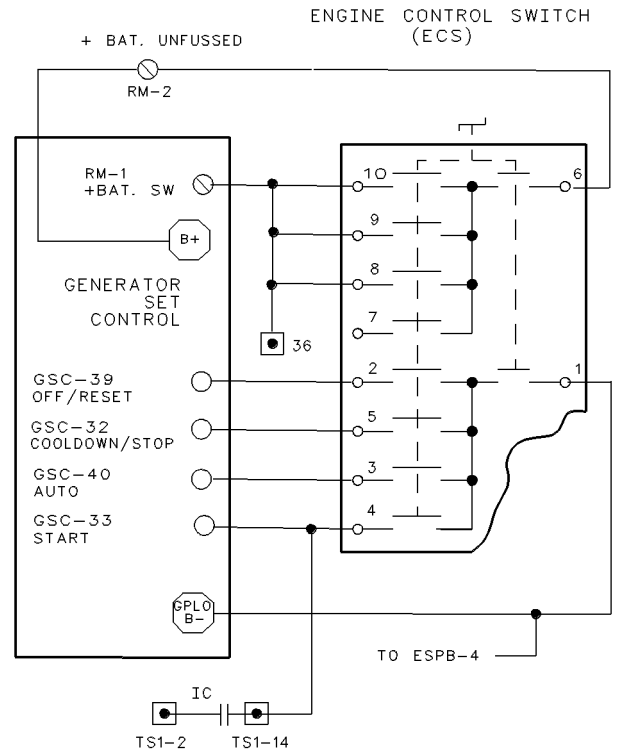 ENGINE CONTROL SWITCH
(ECS)
+ BAT. UNFUSSED
RM-2
RM-1
+BAT. SW
B+
GENERATOR
SET
CONTROL
36
10
9
8
7
6
2
5
3
4
1
GSC-39
OFF/RESET
GSC-32
COOLDOWN/STOP
GSC-40
AUTO
GSC-33
START
GPLO
B-
TO ESPB-4
IC
TS1-2
TS1-14